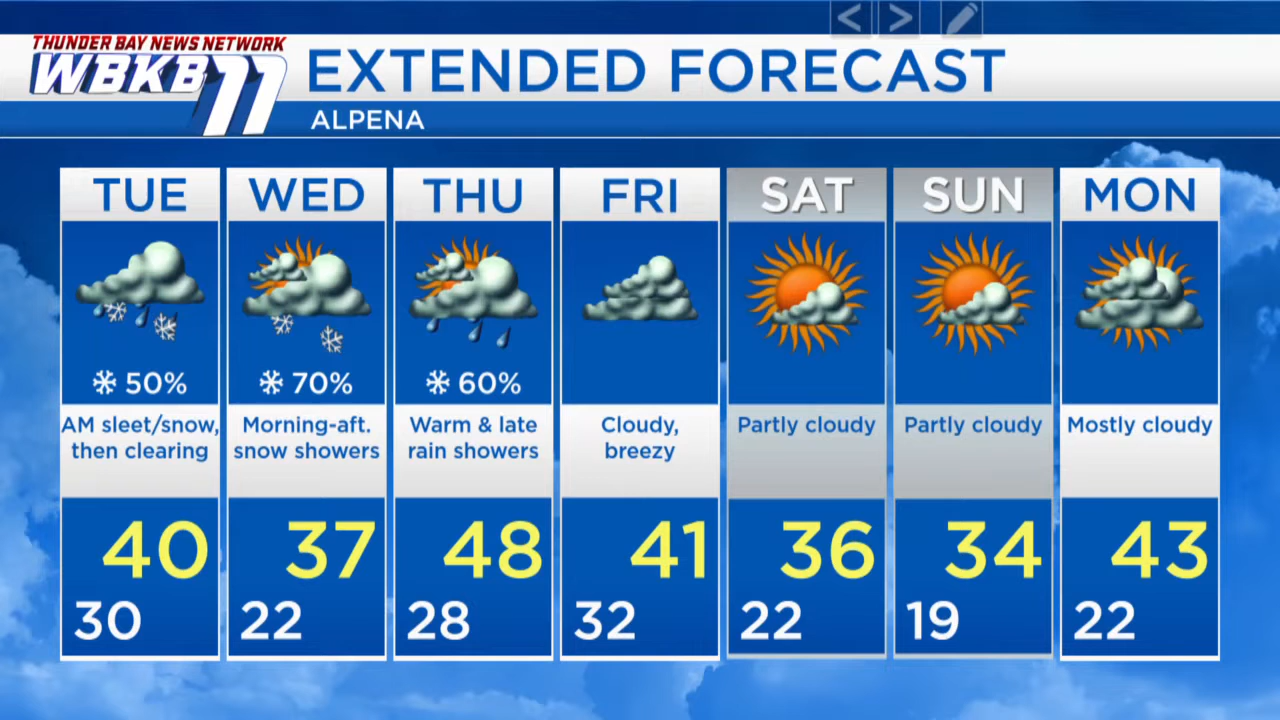 THUNDER BAY NEWS NETWORK
WBKB 11
EXTENDED FORECAST
ALPENA
TUE
50%
AM sleet/snow,
then clearing
40
30
WED
70%
Morning-aft.
snow showers
37
22
THU
60%
Warm & late
rain showers
48
28
FRI
Cloudy,
breezy
41
32
SAT
Partly cloudy
36
22
SUN
Partly cloudy
34
19
MON
Mostly cloudy
43
22